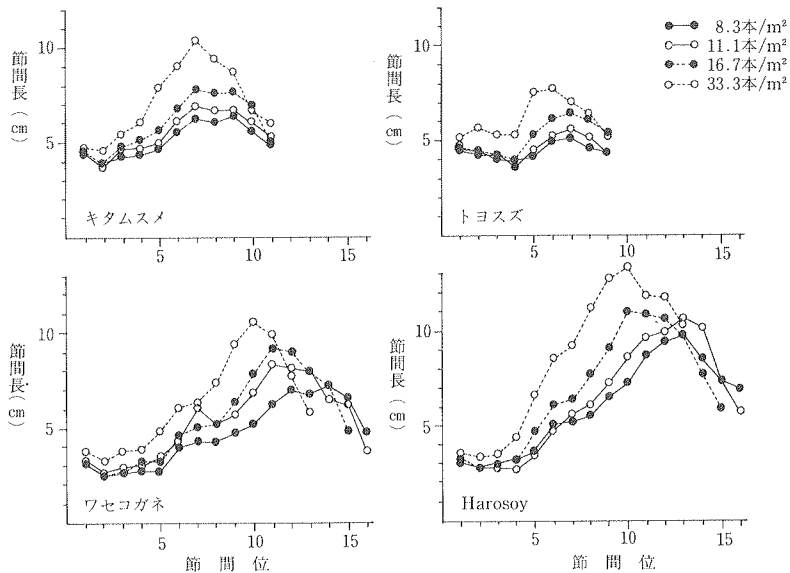 8.3本/m²
11.1本/m²
16.7本/m²
33.3本/m²
節間長(cm)
10
5
キタムスメ
5
10
15
節間長(cm)
10
5
トヨスズ
5
10
15
節間長(cm)
10
5
ワセコガネ
5
10
15
節間位
節間長(cm)
10
5
Harosoy
5
10
15
節間位